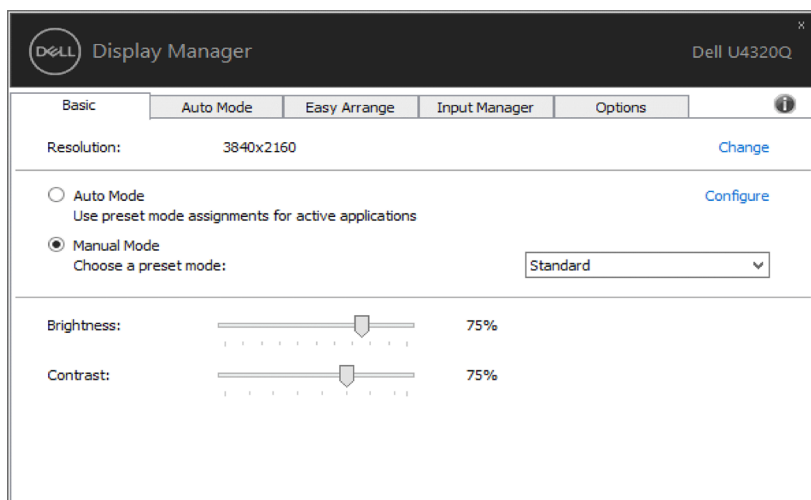 DELL Display Manager
x
Dell U4320Q
Basic Auto Mode Easy Arrange Input Manager Options i
Resolution: 3840x2160 Change
Auto Mode Configure
Use preset mode assignments for active applications
Manual Mode
Choose a preset mode: Standard
Brightness: 75%
Contrast: 75%